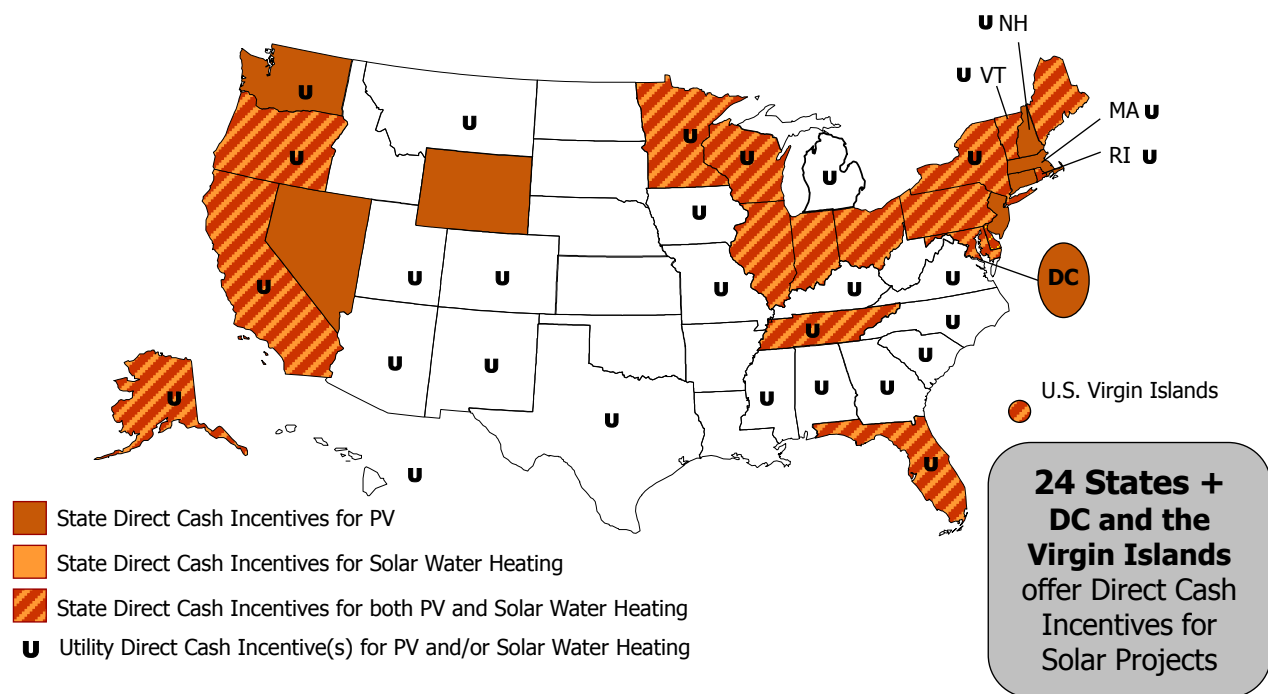 U NH
U VT
MA U
RI U
U
U
U
U
U
U
U
U
U
U
U
U
U
DC
U
U
U
U
U
U
U
U
U
U
U
U
U
U
U.S. Virgin Islands
U
U
State Direct Cash Incentives for PV
State Direct Cash Incentives for Solar Water Heating
State Direct Cash Incentives for both PV and Solar Water Heating
U Utility Direct Cash Incentive(s) for PV and/or Solar Water Heating
24 States +
DC and the
Virgin Islands
offer Direct Cash
Incentives for
Solar Projects